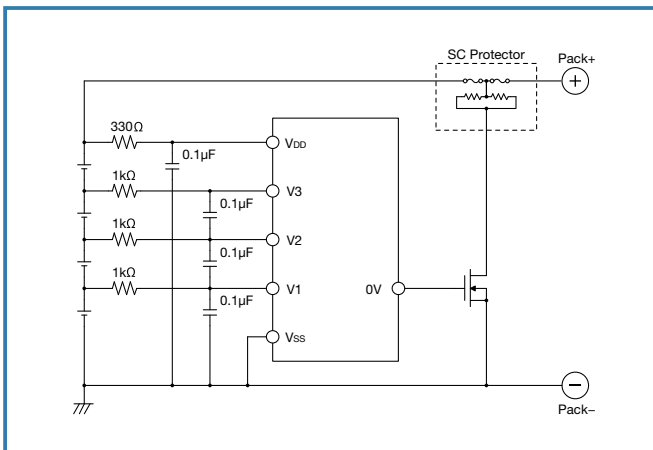 SC Protector
Pack+
330Ω
0.1µF
VDD
1kΩ
0.1µF
V3
1kΩ
0.1µF
V2
1kΩ
0.1µF
V1
0V
VSS
Pack−